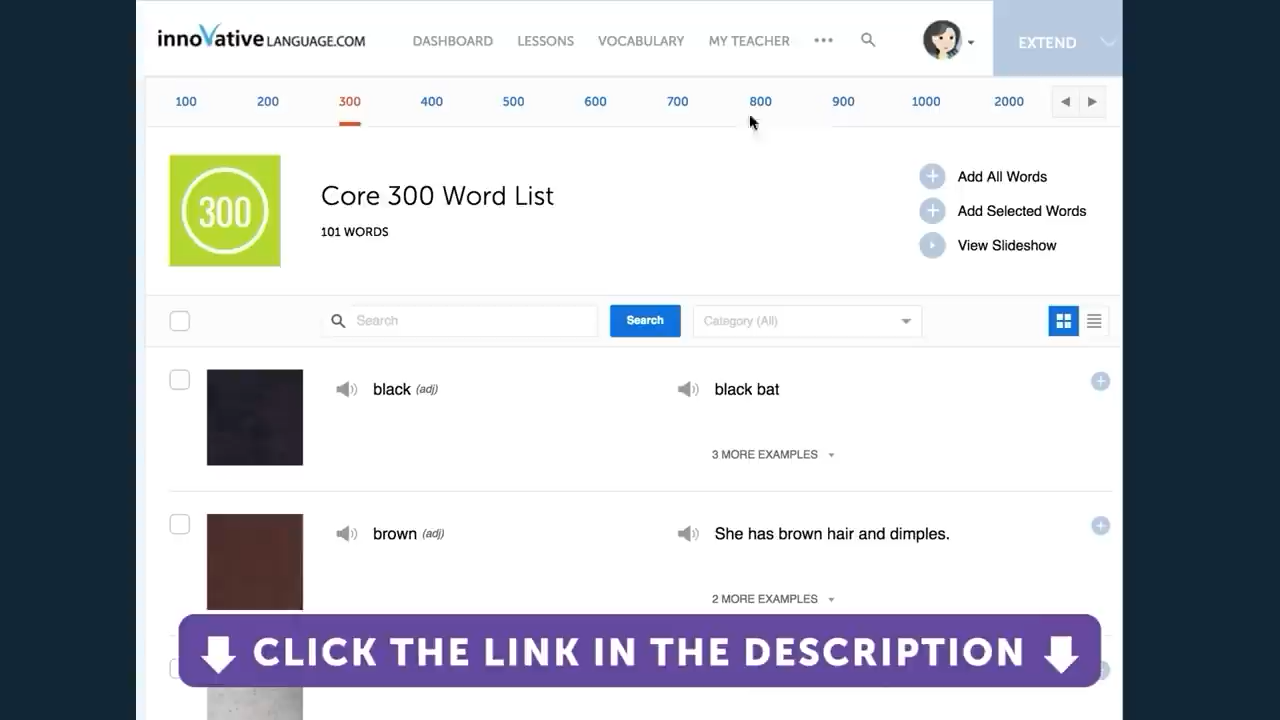 innoVative LANGUAGE.COM DASHBOARD LESSONS VOCABULARY MY TEACHER ••• EXTEND
100 200 300 400 500 600 700 800 900 1000 2000
300
Core 300 Word List
101 WORDS
Add All Words
Add Selected Words
View Slideshow
Search Search Category (All)
black (adj) black bat
3 MORE EXAMPLES
brown (adj) She has brown hair and dimples.
2 MORE EXAMPLES
CLICK THE LINK IN THE DESCRIPTION